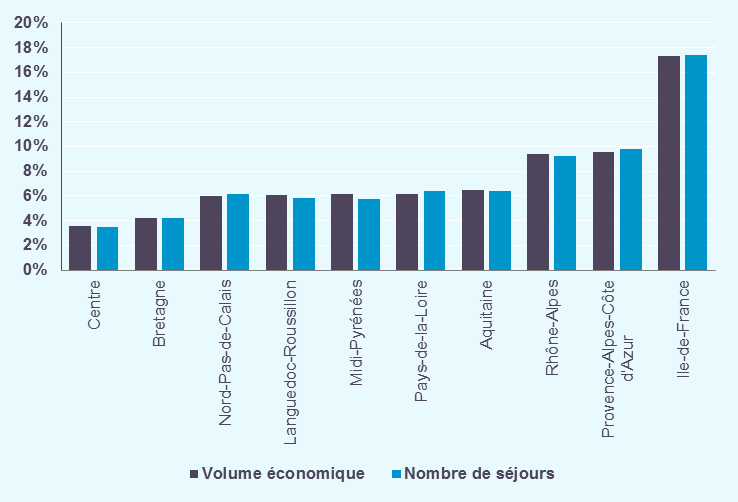 20%
18%
16%
14%
12%
10%
8%
6%
4%
2%
0%
Centre
Bretagne
Nord-Pas-de-Calais
Languedoc-Roussillon
Midi-Pyrénées
Pays-de-la-Loire
Aquitaine
Rhône-Alpes
Provence-Alpes-Côte
d'Azur
Ile-de-France
Volume économique
Nombre de séjours